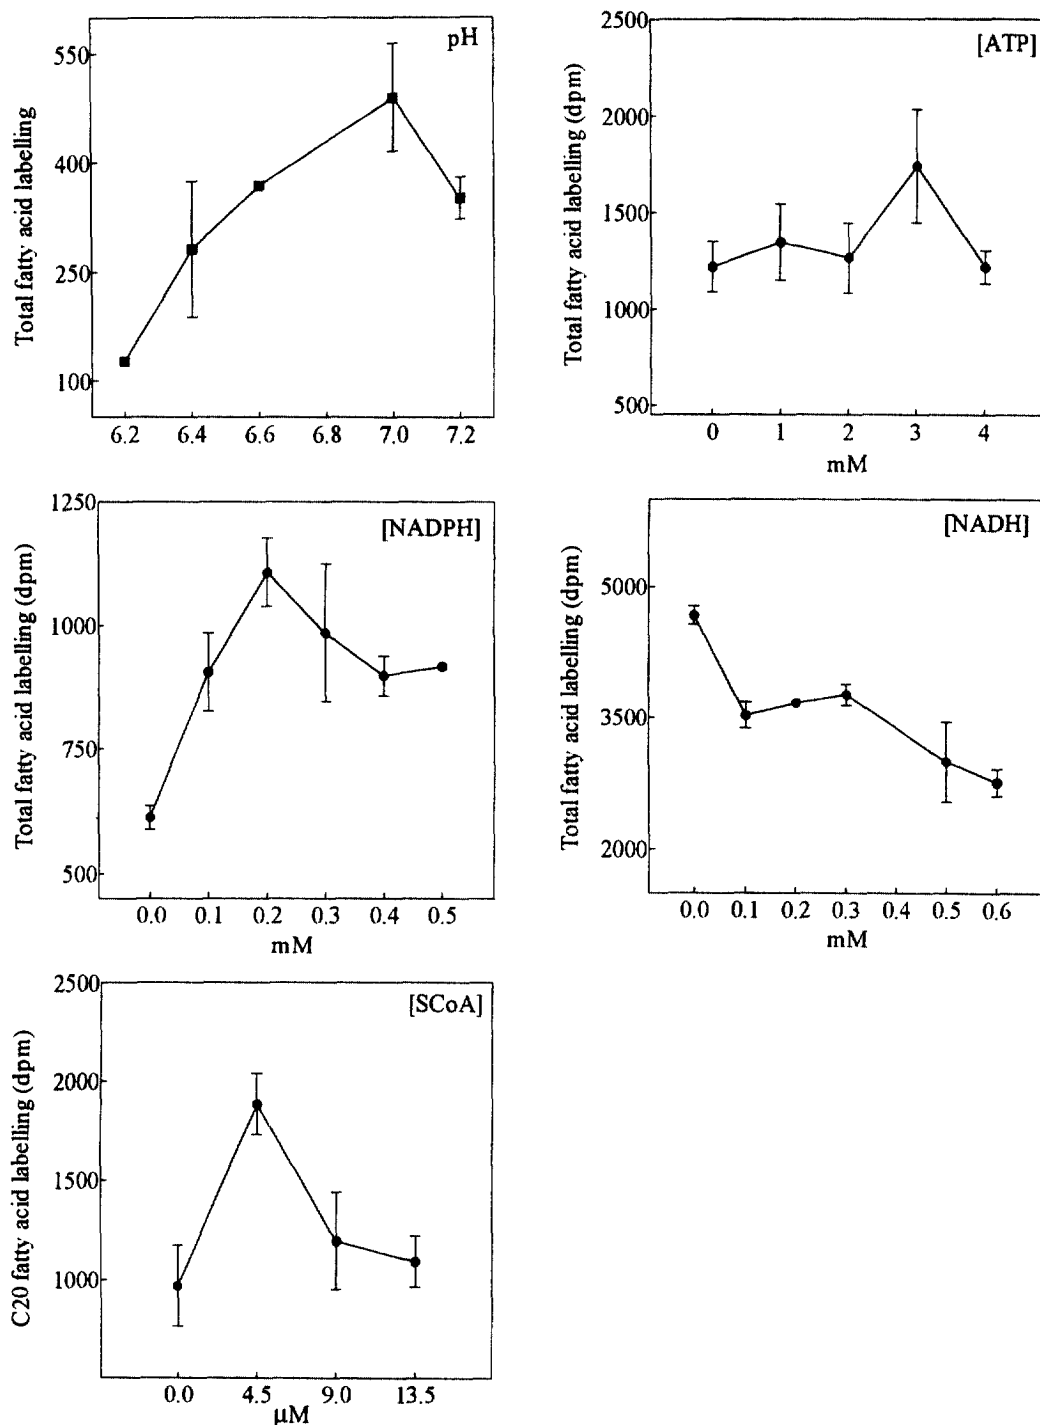 pH
Total fatty acid labelling
550
400
250
100
6.2 6.4 6.6 6.8 7.0 7.2
[ATP]
Total fatty acid labelling (dpm)
2500
2000
1500
1000
500
0 1 2 3 4
mM
[NADPH]
Total fatty acid labelling (dpm)
1250
1000
750
500
0.0 0.1 0.2 0.3 0.4 0.5
mM
[NADH]
Total fatty acid labelling (dpm)
5000
3500
2000
0.0 0.1 0.2 0.3 0.4 0.5 0.6
mM
[SCoA]
C20 fatty acid labelling (dpm)
2500
2000
1500
1000
0.0 4.5 9.0 13.5
μM